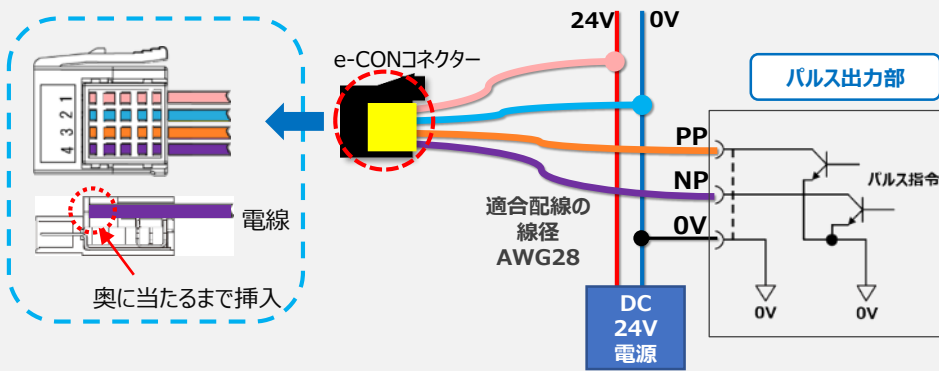 24V
0V
e-CONコネクター
パルス出力部
1
2
3
4
PP
NP
0V
パルス指令
電線
適合配線の
線径
AWG28
奥に当たるまで挿入
DC
24V
電源
0V
0V